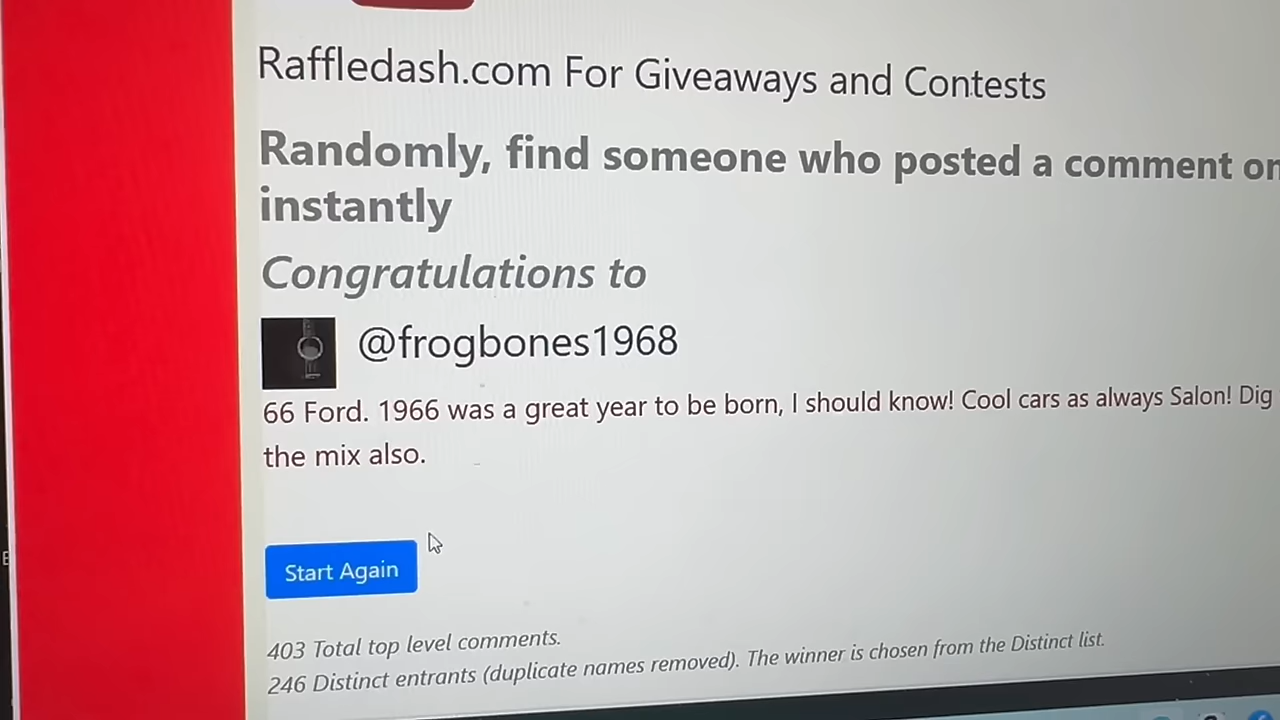 Raffledash.com For Giveaways and Contests
Randomly, find someone who posted a comment on
instantly
Congratulations to
@frogbones1968
66 Ford. 1966 was a great year to be born, I should know! Cool cars as always Salon! Dig
the mix also.
Start Again
403 Total top level comments.
246 Distinct entrants (duplicate names removed). The winner is chosen from the Distinct list.